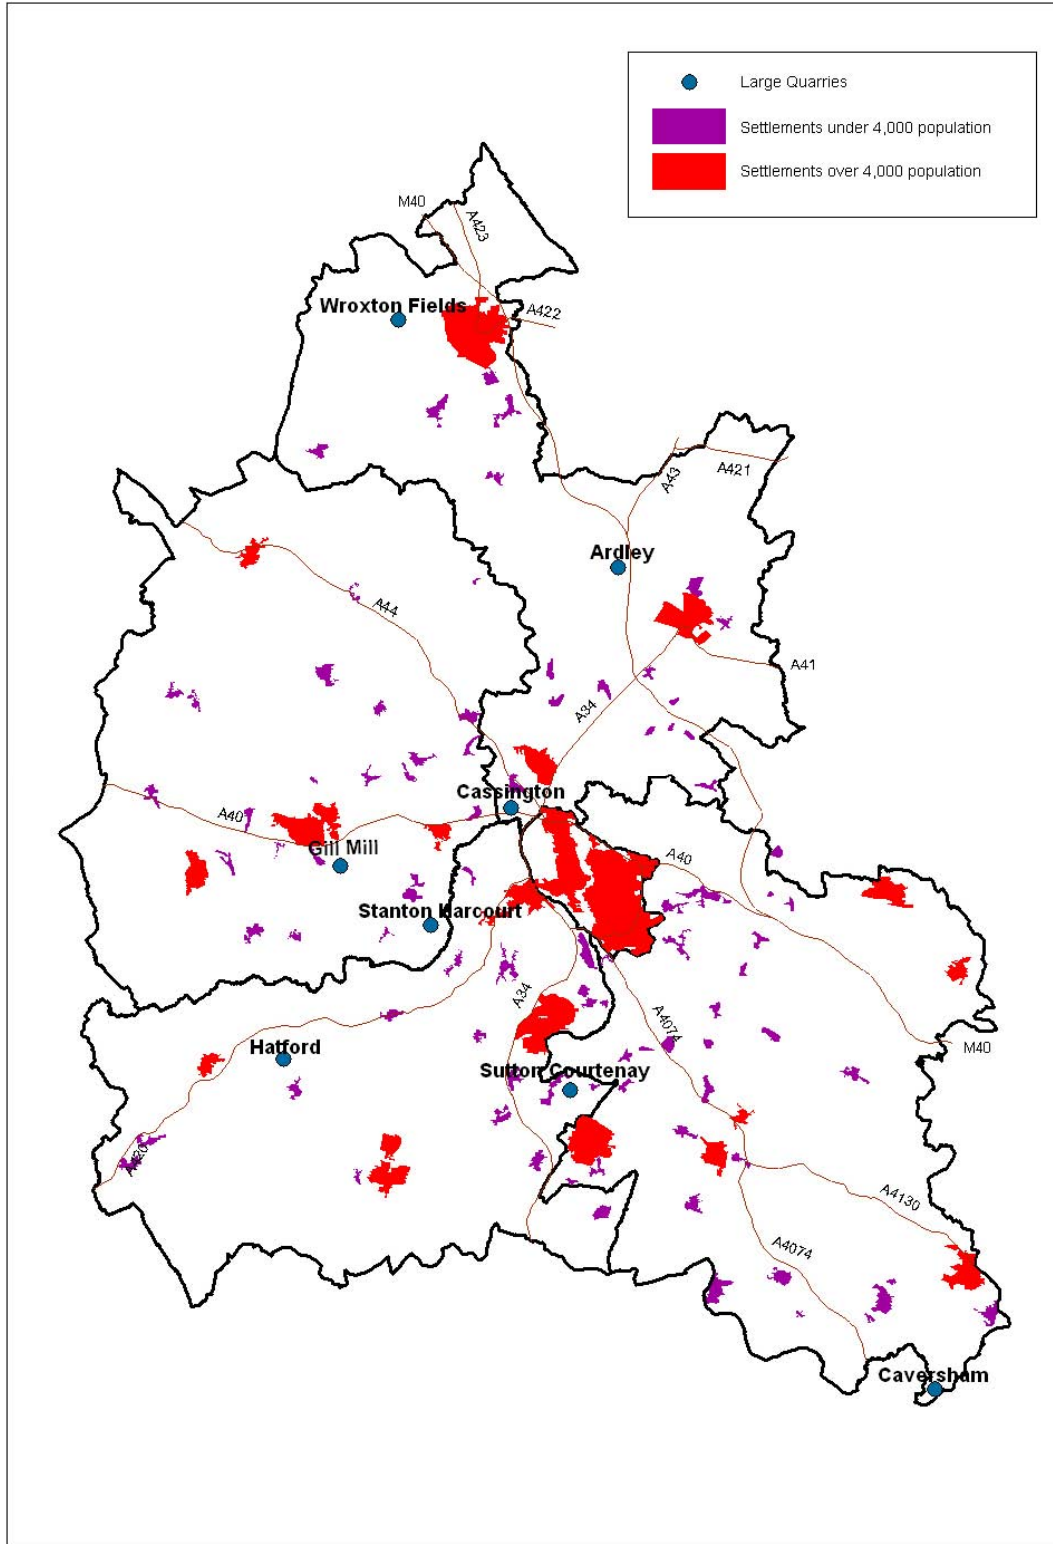 Large Quarries
Settlements under 4,000 population
Settlements over 4,000 population
M40
A423
Wroxton Fields
A422
A421
A43
Ardley
A44
A41
A34
Cassington
A40
Gill Mill
A40
Stanton Harcourt
A34
A4074
Hatford
M40
Sutton Courtenay
A420
A4130
A4074
Caversham